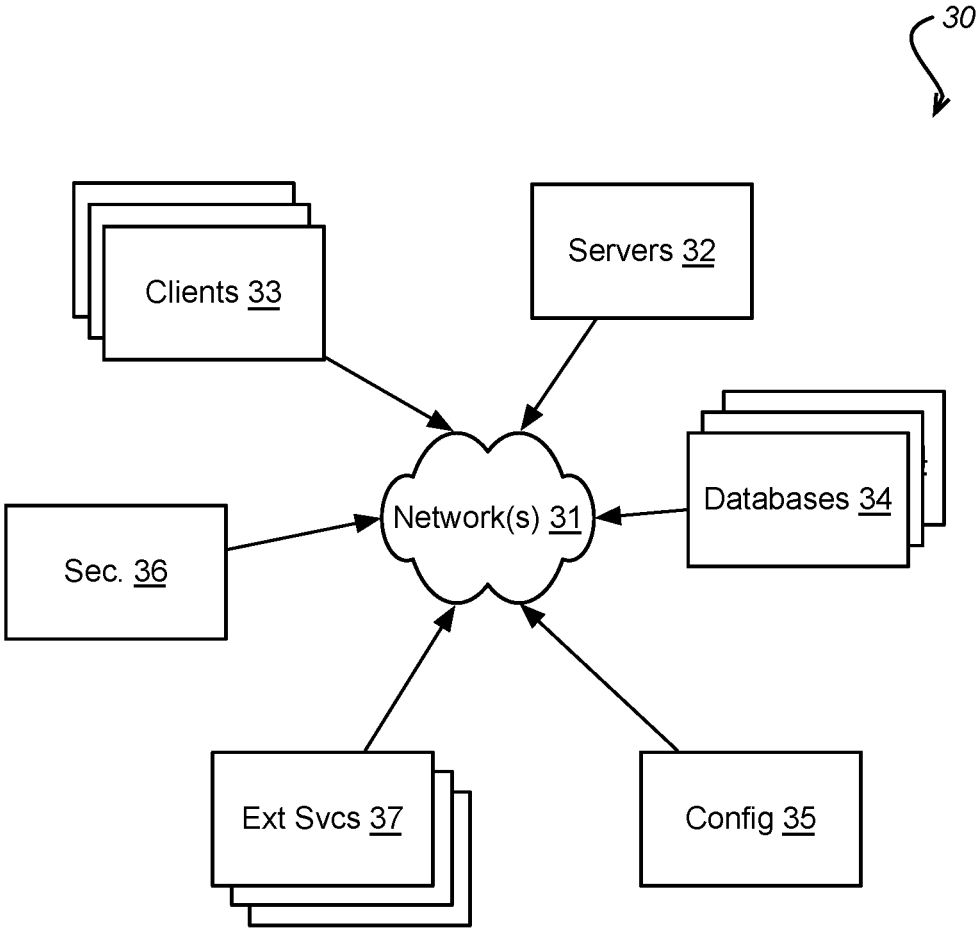 30
Clients 33
Servers 32
Databases 34
Network(s) 31
Sec. 36
Ext Svcs 37
Config 35